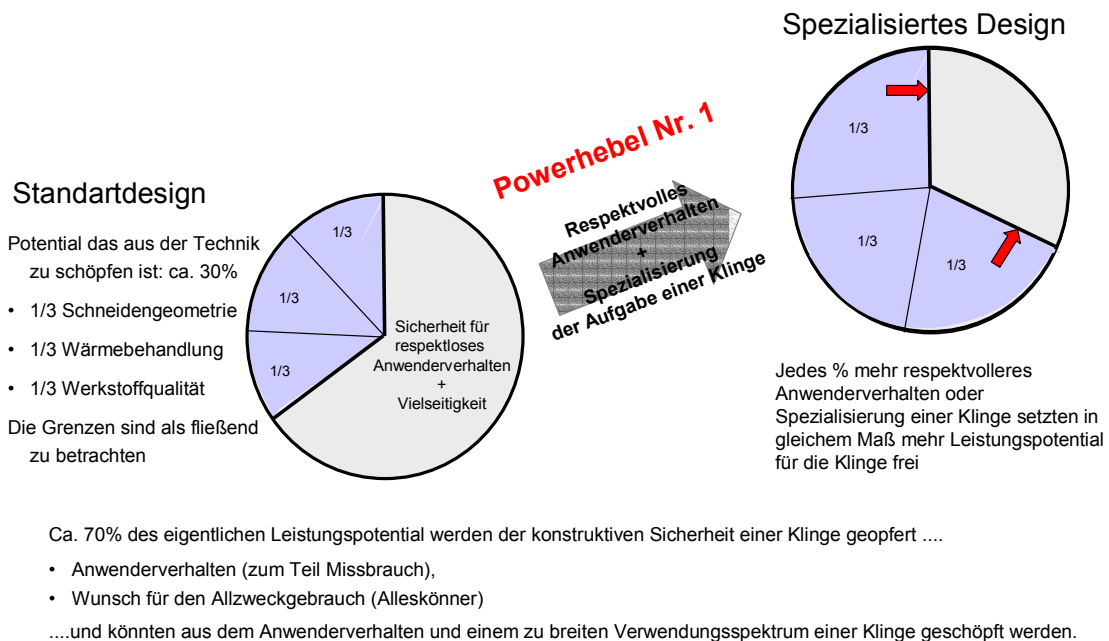 Spezialisiertes Design
1/3
1/3
1/3
Powerhebel Nr. 1
Respektvolles
Anwenderverhalten
+
Spezialisierung
der Aufgabe einer Klinge
Standartdesign
Potential das aus der Technik
zu schöpfen ist: ca. 30%
• 1/3 Schneidengeometrie
• 1/3 Wärmebehandlung
• 1/3 Werkstoffqualität
Die Grenzen sind als fließend
zu betrachten
1/3
1/3
1/3
Sicherheit für
respektloses
Anwenderverhalten
+
Vielseitigkeit
Jedes % mehr respektvolleres
Anwenderverhalten oder
Spezialisierung einer Klinge setzten in
gleichem Maß mehr Leistungspotential
für die Klinge frei
Ca. 70% des eigentlichen Leistungspotential werden der konstruktiven Sicherheit einer Klinge geopfert ....
• Anwenderverhalten (zum Teil Missbrauch),
• Wunsch für den Allzweckgebrauch (Alleskönner)
....und könnten aus dem Anwenderverhalten und einem zu breiten Verwendungsspektrum einer Klinge geschöpft werden.